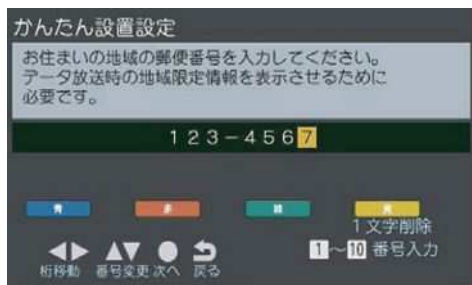 かんたん設置設定
お住まいの地域の郵便番号を入力してください。
データ放送時の地域限定情報を表示させるために
必要です。
123-4567
青 赤 緑 黄
1文字削除
1～10 番号入力
桁移動 番号変更 次へ 戻る